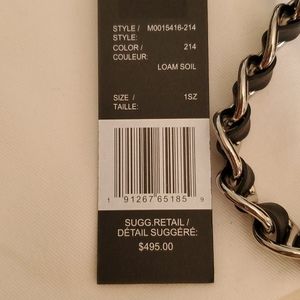 STYLE / M0015416-214
STYLE:
COLOR / 214
COULEUR:
LOAM SOIL
SIZE / 1SZ
TAILLE:
1 91267 65185 9
SUGG.RETAIL /
DÉTAIL SUGGÉRÉ:
$495.00